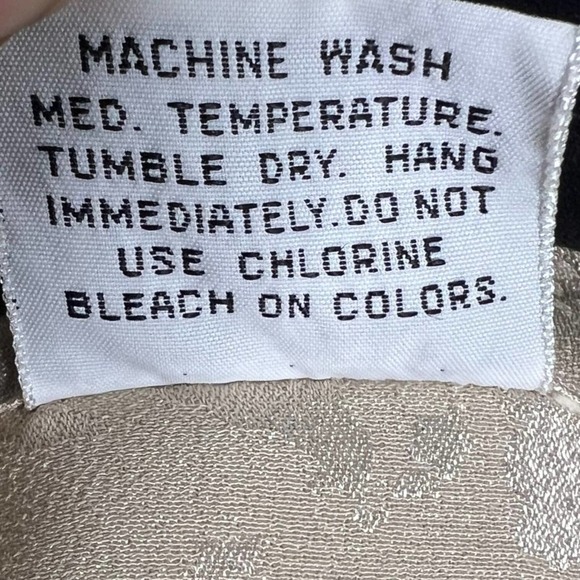 MACHINE WASH
MED. TEMPERATURE.
TUMBLE DRY. HANG
IMMEDIATELY.DO NOT
USE CHLORINE
BLEACH ON COLORS.